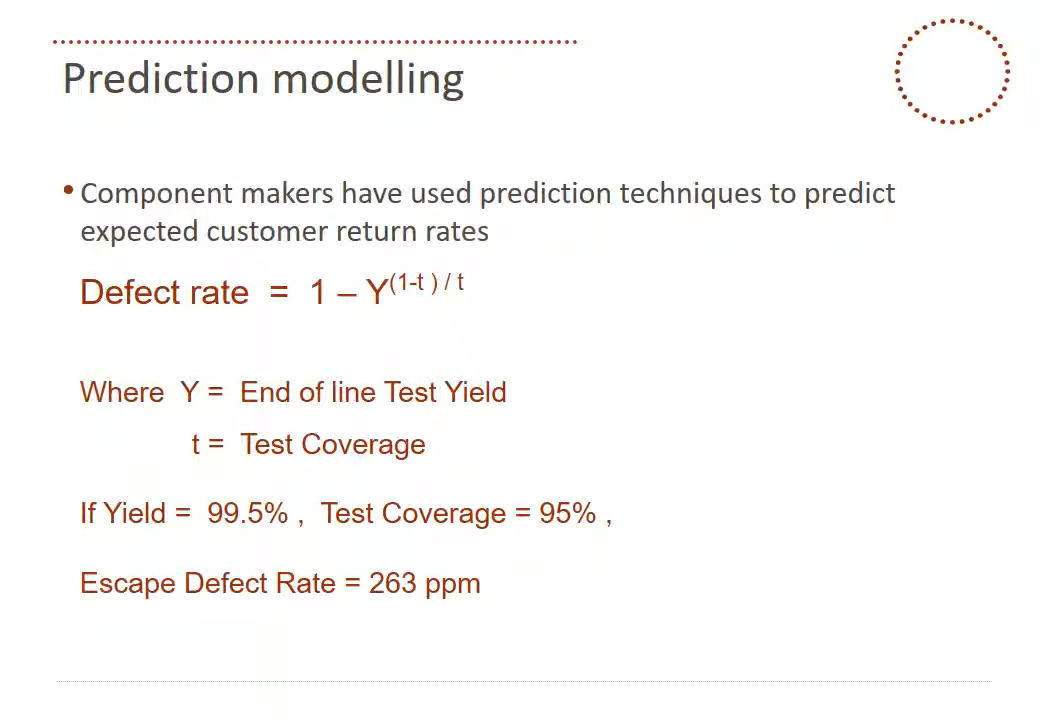 Prediction modelling
• Component makers have used prediction techniques to predict
expected customer return rates
Defect rate = 1 – Y(1-t ) / t
Where Y = End of line Test Yield
t = Test Coverage
If Yield = 99.5% , Test Coverage = 95% ,
Escape Defect Rate = 263 ppm